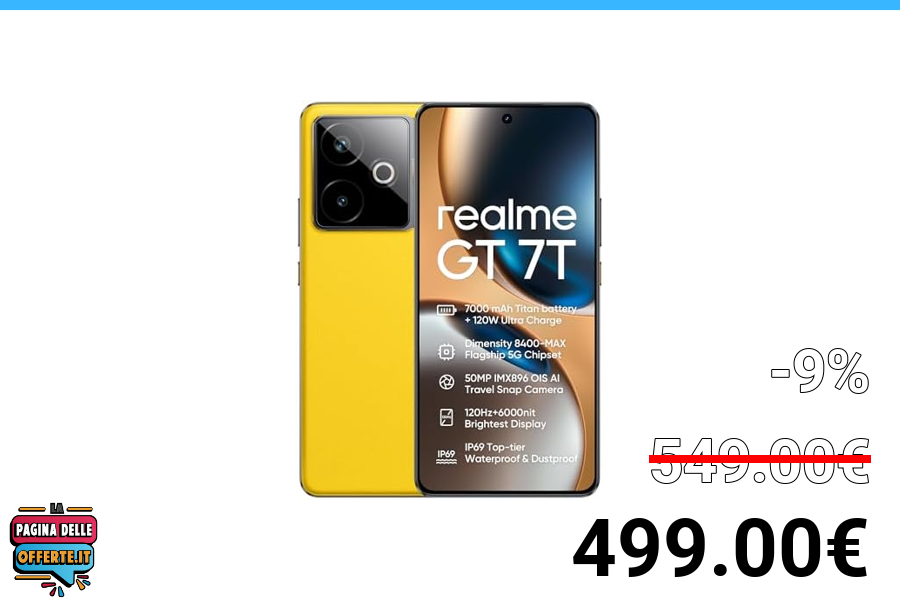 realme
GT 7T
7000 mAh Titan battery
+ 120W Ultra Charge
Dimensity 8400-MAX
Flagship 5G Chipset
50MP IMX896 OIS AI
Travel Snap Camera
120Hz+6000nit
Brightest Display
IP69
IP69 Top-tier
Waterproof & Dustproof
-9%
549.00€
499.00€
LA
PAGINA DELLE
OFFERTE.IT